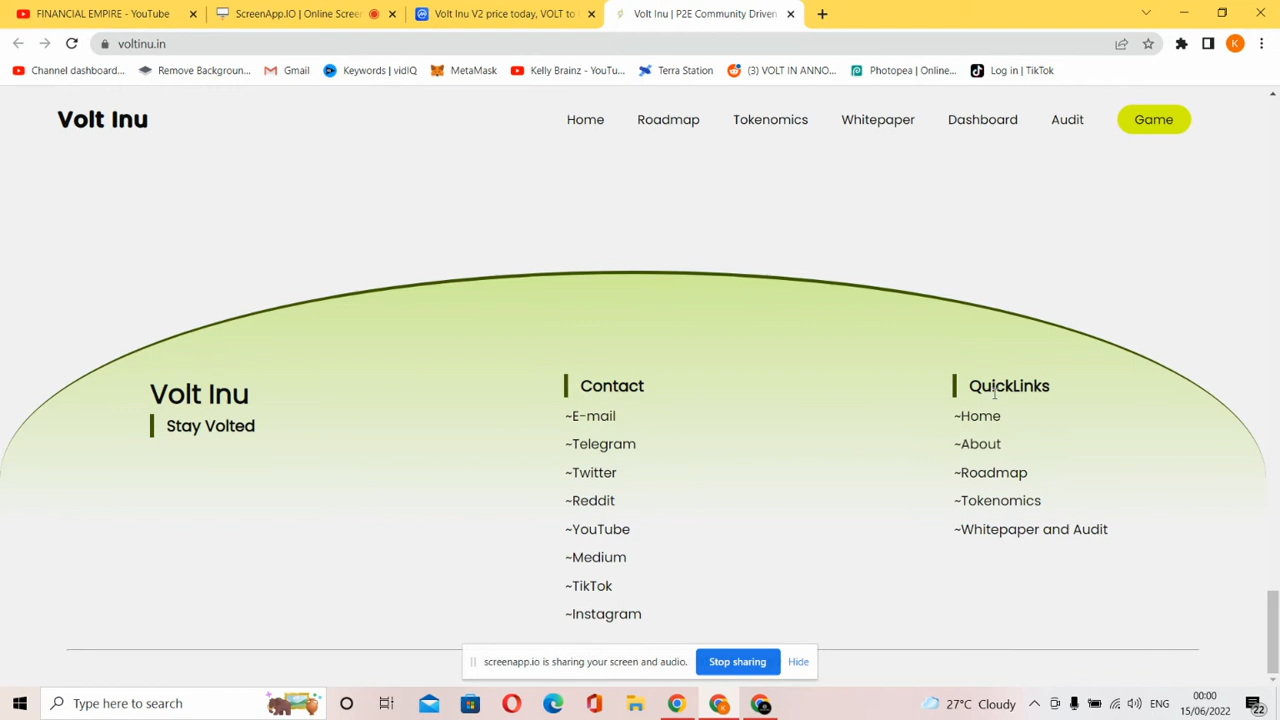 FINANCIAL EMPIRE - YouTube
ScreenApp.IO | Online Scree
Volt Inu V2 price today, VOLT to
Volt Inu | P2E Community Driven
voltinu.in
K
Channel dashboard...
Remove Backgroun...
Gmail
Keywords | vidIQ
MetaMask
Kelly Brainz - YouTu...
Terra Station
(3) VOLT IN ANNO...
Photopea | Online...
Log in | TikTok
Volt Inu
Home
Roadmap
Tokenomics
Whitepaper
Dashboard
Audit
Game
Volt Inu
Stay Volted
Contact
~E-mail
~Telegram
~Twitter
~Reddit
~YouTube
~Medium
~TikTok
~Instagram
QuickLinks
~Home
~About
~Roadmap
~Tokenomics
~Whitepaper and Audit
screenapp.io is sharing your screen and audio.
Stop sharing
Hide
Type here to search
27°C Cloudy
ENG
00:00
15/06/2022
22